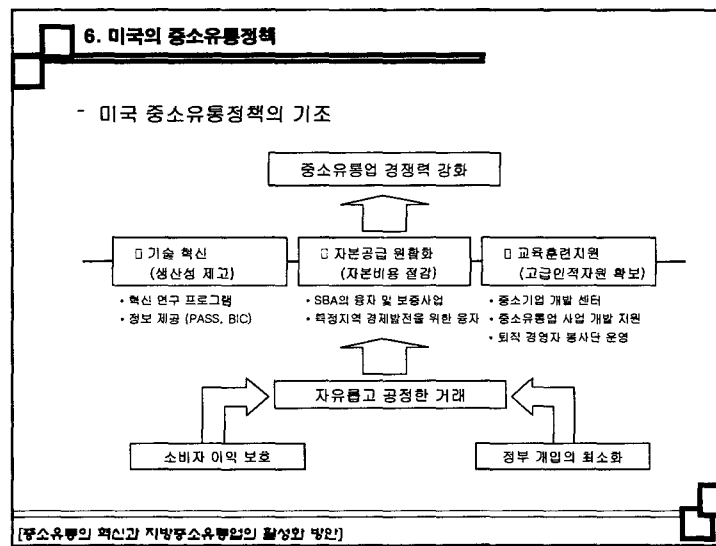 6. 미국의 중소유통정책
- 미국 중소유통정책의 기조
중소유통업 경쟁력 강화
□ 기술 혁신
(생산성 제고)
□ 자본공급 원활화
(자본비용 절감)
□ 교육훈련지원
(고급인적자원 확보)
• 혁신 연구 프로그램
• 정보 제공 (PASS, BIC)
• SBA의 융자 및 보증사업
• 특정지역 경제발전을 위한 융자
• 중소기업 개발 센터
• 중소유통업 사업 개발 지원
• 퇴직 경영자 봉사단 운영
자유롭고 공정한 거래
소비자 이익 보호
정부 개입의 최소화
[중소유통의 혁신과 지방중소유통업의 활성화 방안]